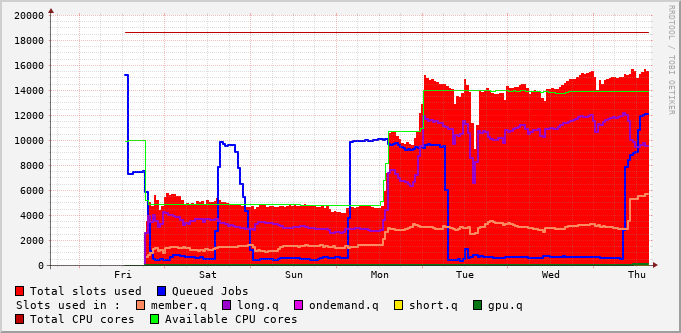 20000
18000
16000
14000
12000
10000
8000
6000
4000
2000
0
Fri Sat Sun Mon Tue Wed Thu
Total slots used Queued Jobs
Slots used in : member.q long.q ondemand.q short.q gpu.q
Total CPU cores Available CPU cores
RRDTOOL / TOBI OETIKER